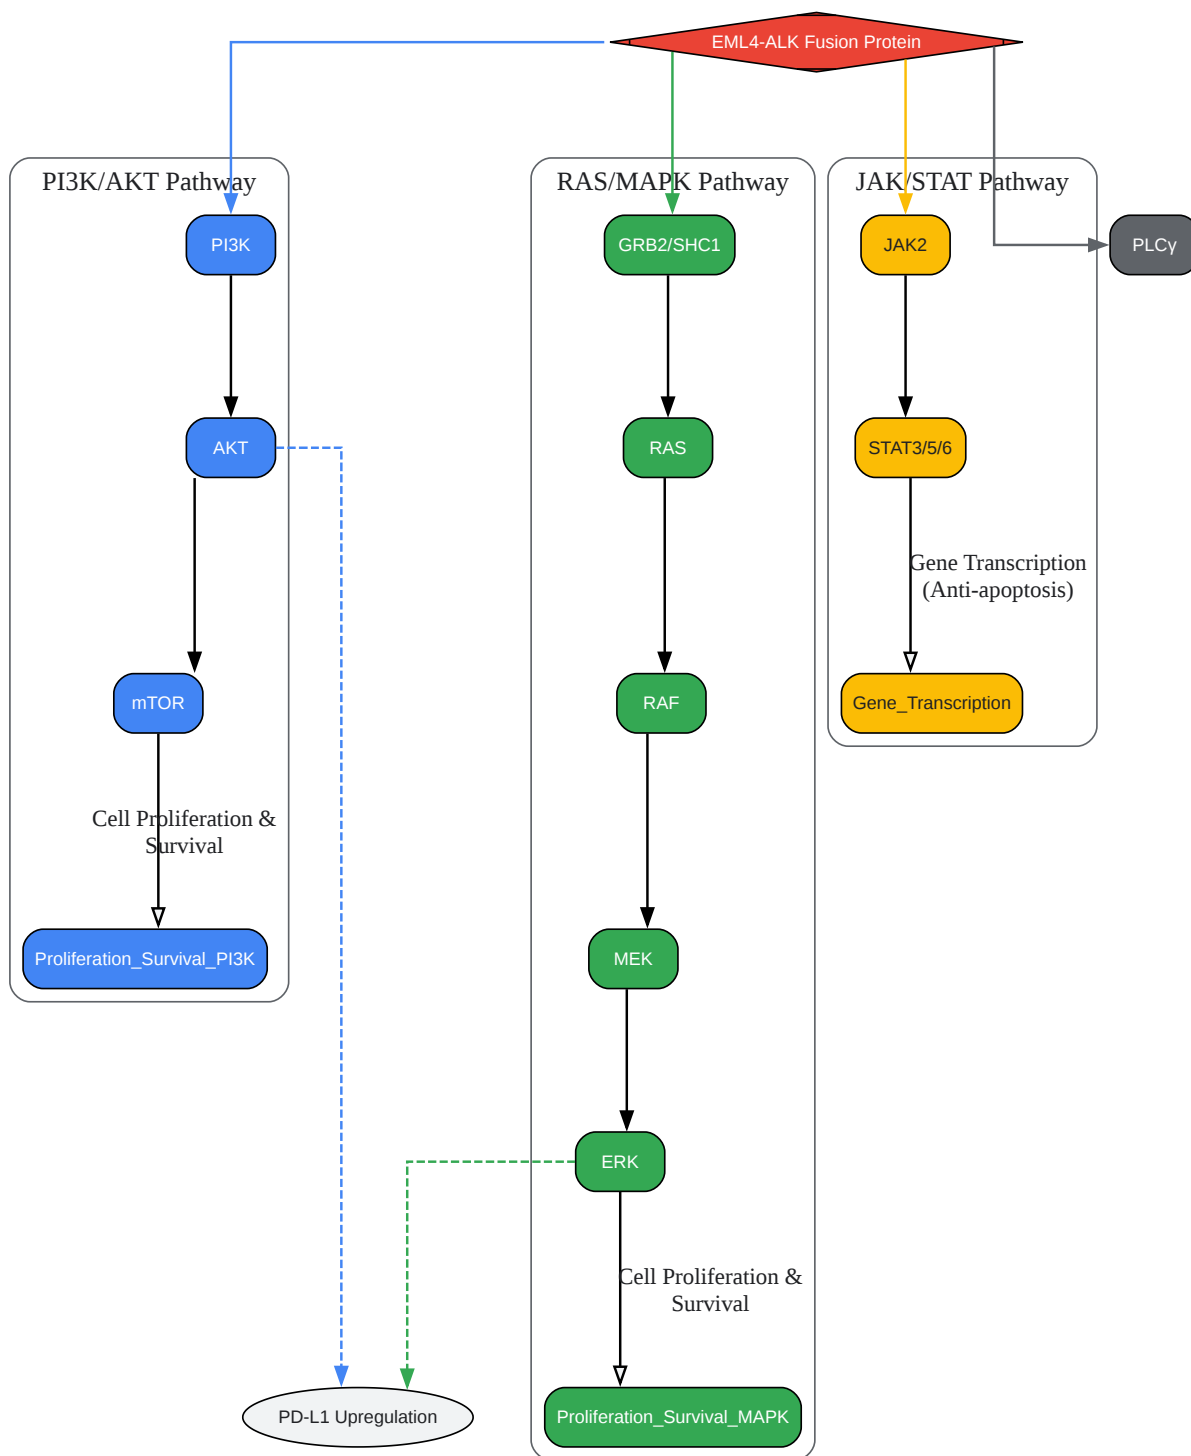 EML4-ALK Fusion Protein
PI3K/AKT Pathway
RAS/MAPK Pathway
JAK/STAT Pathway
PI3K
GRB2/SHC1
JAK2
PLCγ
AKT
RAS
STAT3/5/6
Gene Transcription
(Anti-apoptosis)
mTOR
RAF
Gene_Transcription
Cell Proliferation &
Survival
Proliferation_Survival_PI3K
MEK
ERK
Cell Proliferation &
Survival
PD-L1 Upregulation
Proliferation_Survival_MAPK